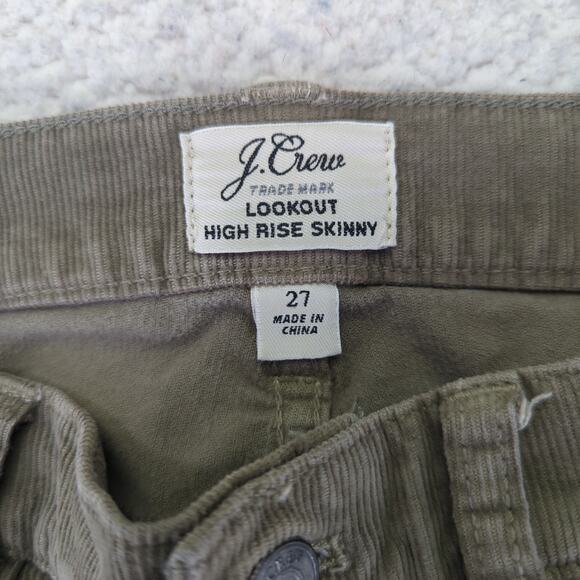 J.Crew
TRADE MARK
LOOKOUT
HIGH RISE SKINNY
27
MADE IN
CHINA